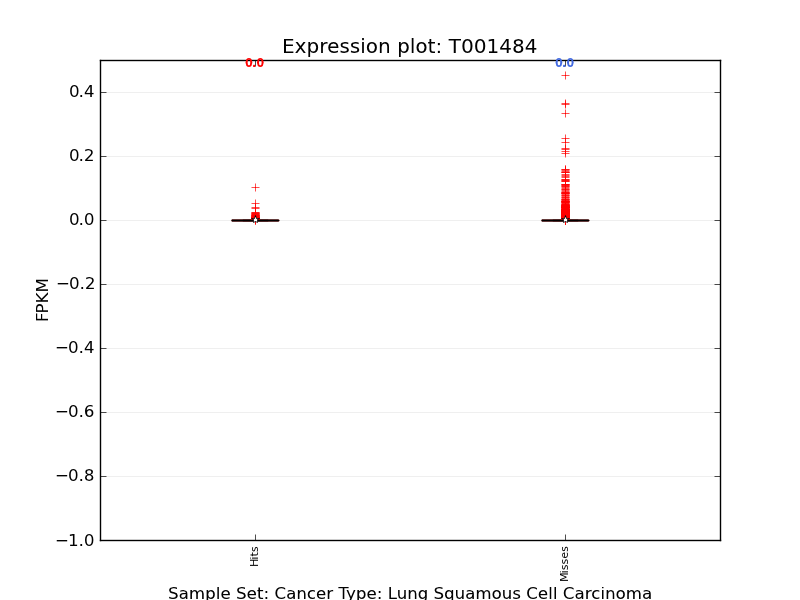 Expression plot: T001484
0.0 0.0
0.4
0.2
0.0
−0.2
−0.4
−0.6
−0.8
−1.0
FPKM
Hits Misses
Sample Set: Cancer Type: Lung Squamous Cell Carcinoma